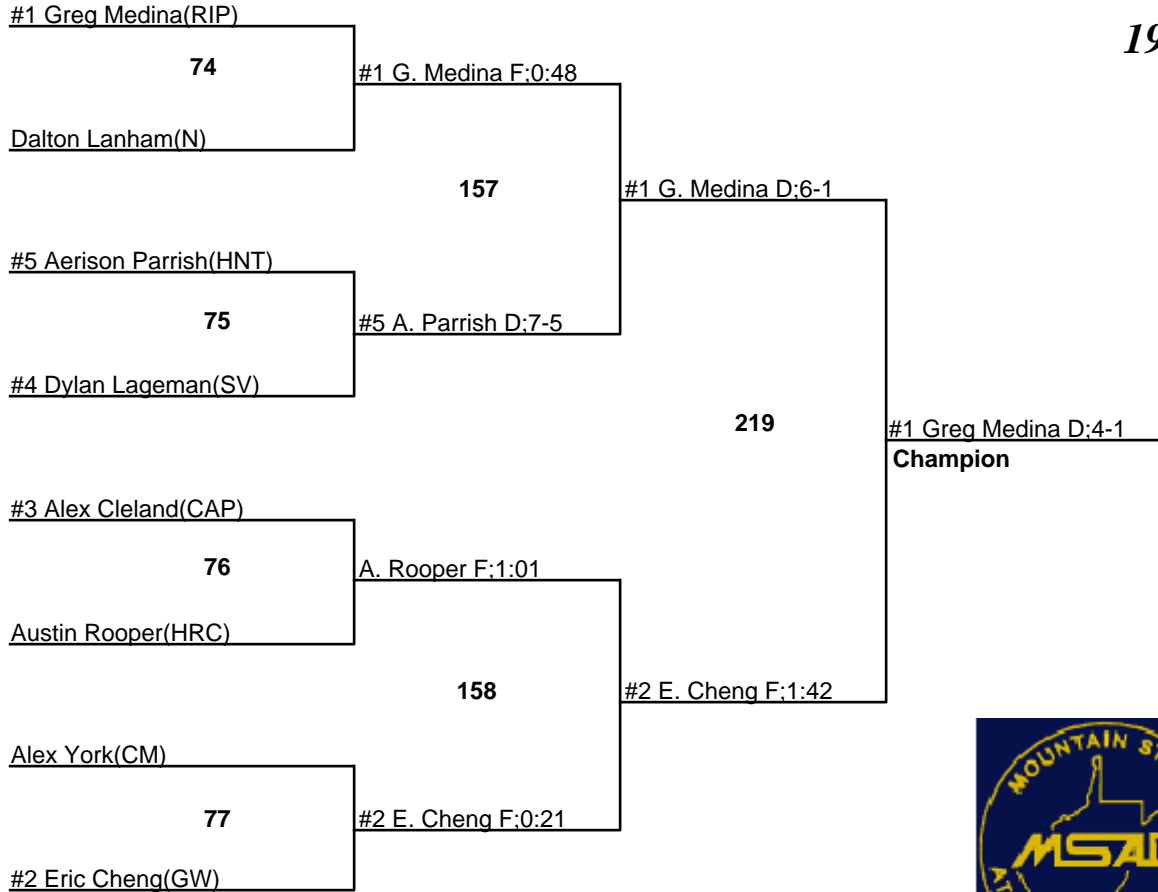 #1 Greg Medina(RIP)
19
74
#1 G. Medina F;0:48
Dalton Lanham(N)
157
#1 G. Medina D;6-1
#5 Aerison Parrish(HNT)
75
#5 A. Parrish D;7-5
#4 Dylan Lageman(SV)
219
#1 Greg Medina D;4-1
Champion
#3 Alex Cleland(CAP)
76
A. Rooper F;1:01
Austin Rooper(HRC)
158
#2 E. Cheng F;1:42
Alex York(CM)
77
#2 E. Cheng F;0:21
#2 Eric Cheng(GW)
MOUNTAIN